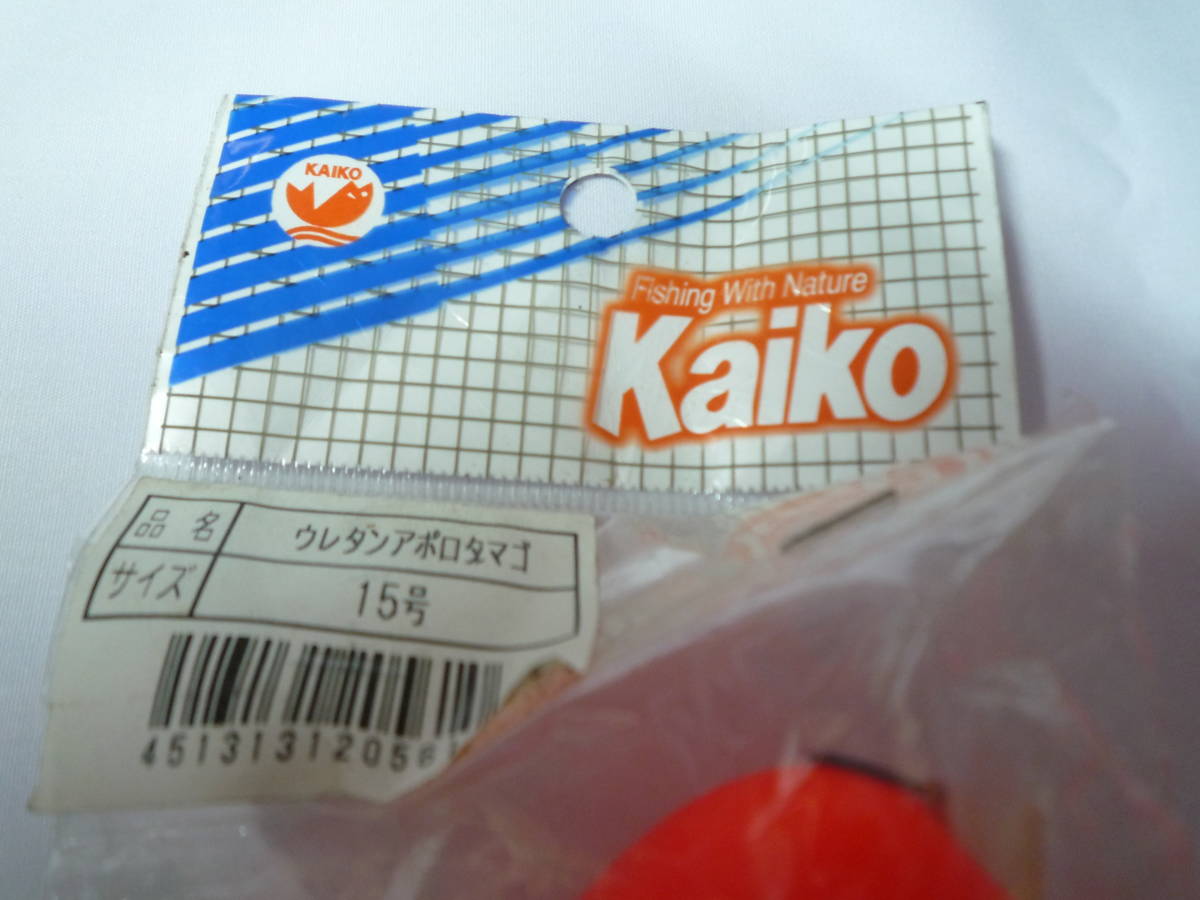 KAIKO
Fishing With Nature
Kaiko
品名 ウレタンアポロタマゴ
サイズ 15号
45131312056